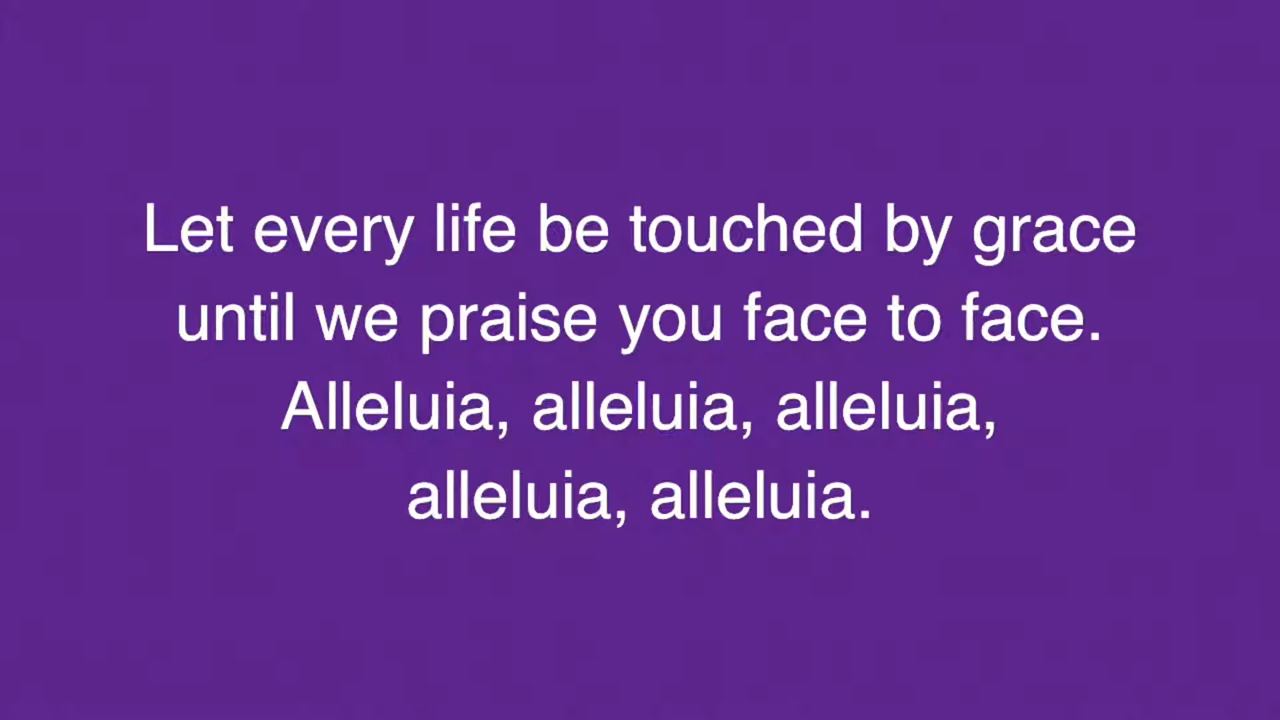 Let every life be touched by grace
until we praise you face to face.
Alleluia, alleluia, alleluia,
alleluia, alleluia.